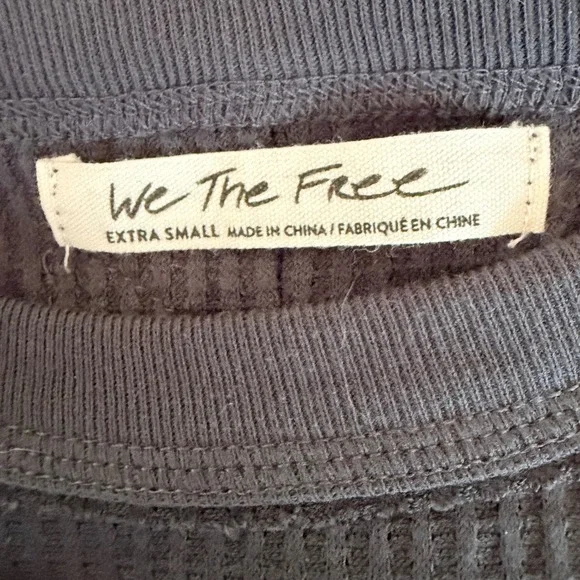 We The Free
EXTRA SMALL MADE IN CHINA / FABRIQUÉ EN CHINE